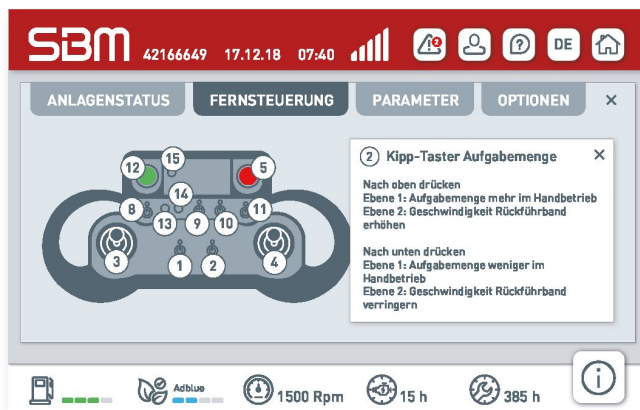 SBM 42166649 17.12.18 07:40 2 ? DE
ANLAGENSTATUS FERNSTEUERUNG PARAMETER OPTIONEN ×
12 15 5
14
8 13 9 10 11
3 1 2 4
2 Kipp-Taster Aufgabemenge ×
Nach oben drücken
Ebene 1: Aufgabemenge mehr im Handbetrieb
Ebene 2: Geschwindigkeit Rückführband
erhöhen
Nach unten drücken
Ebene 1: Aufgabemenge weniger im
Handbetrieb
Ebene 2: Geschwindigkeit Rückführband
verringern
Adblue 1500 Rpm 15 h 385 h i